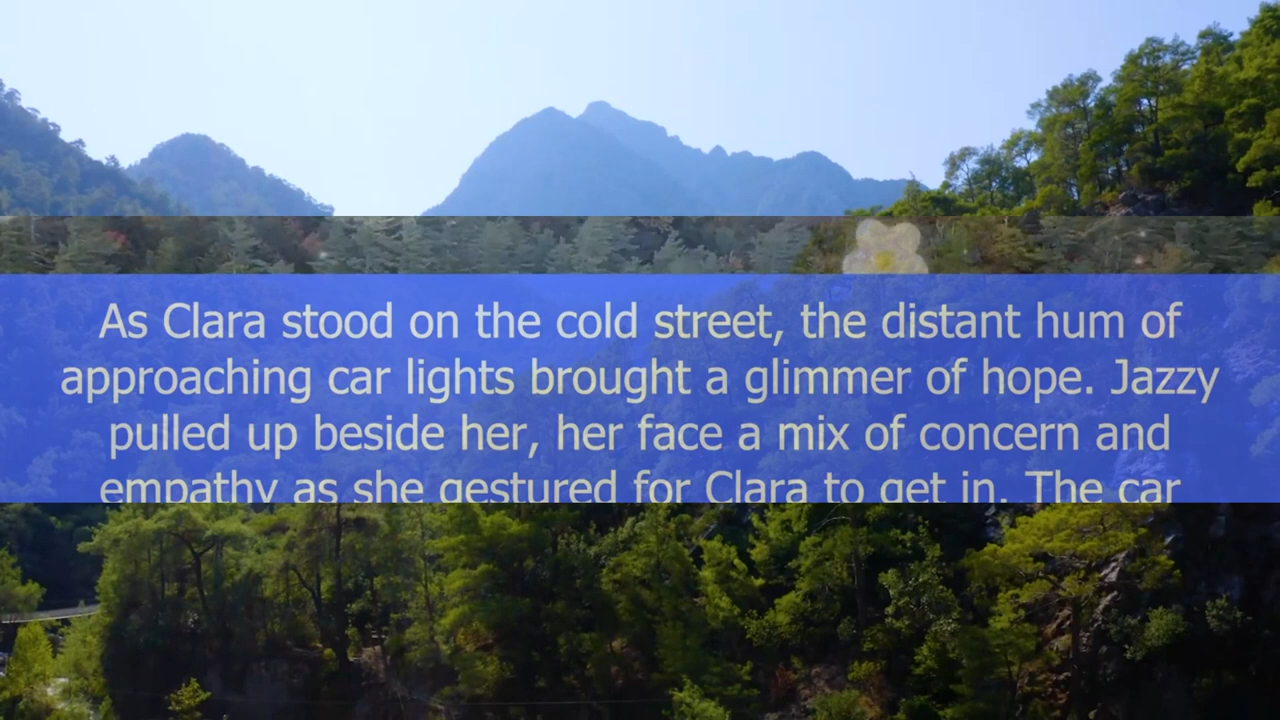 As Clara stood on the cold street, the distant hum of
approaching car lights brought a glimmer of hope. Jazzy
pulled up beside her, her face a mix of concern and
empathy as she gestured for Clara to get in. The car